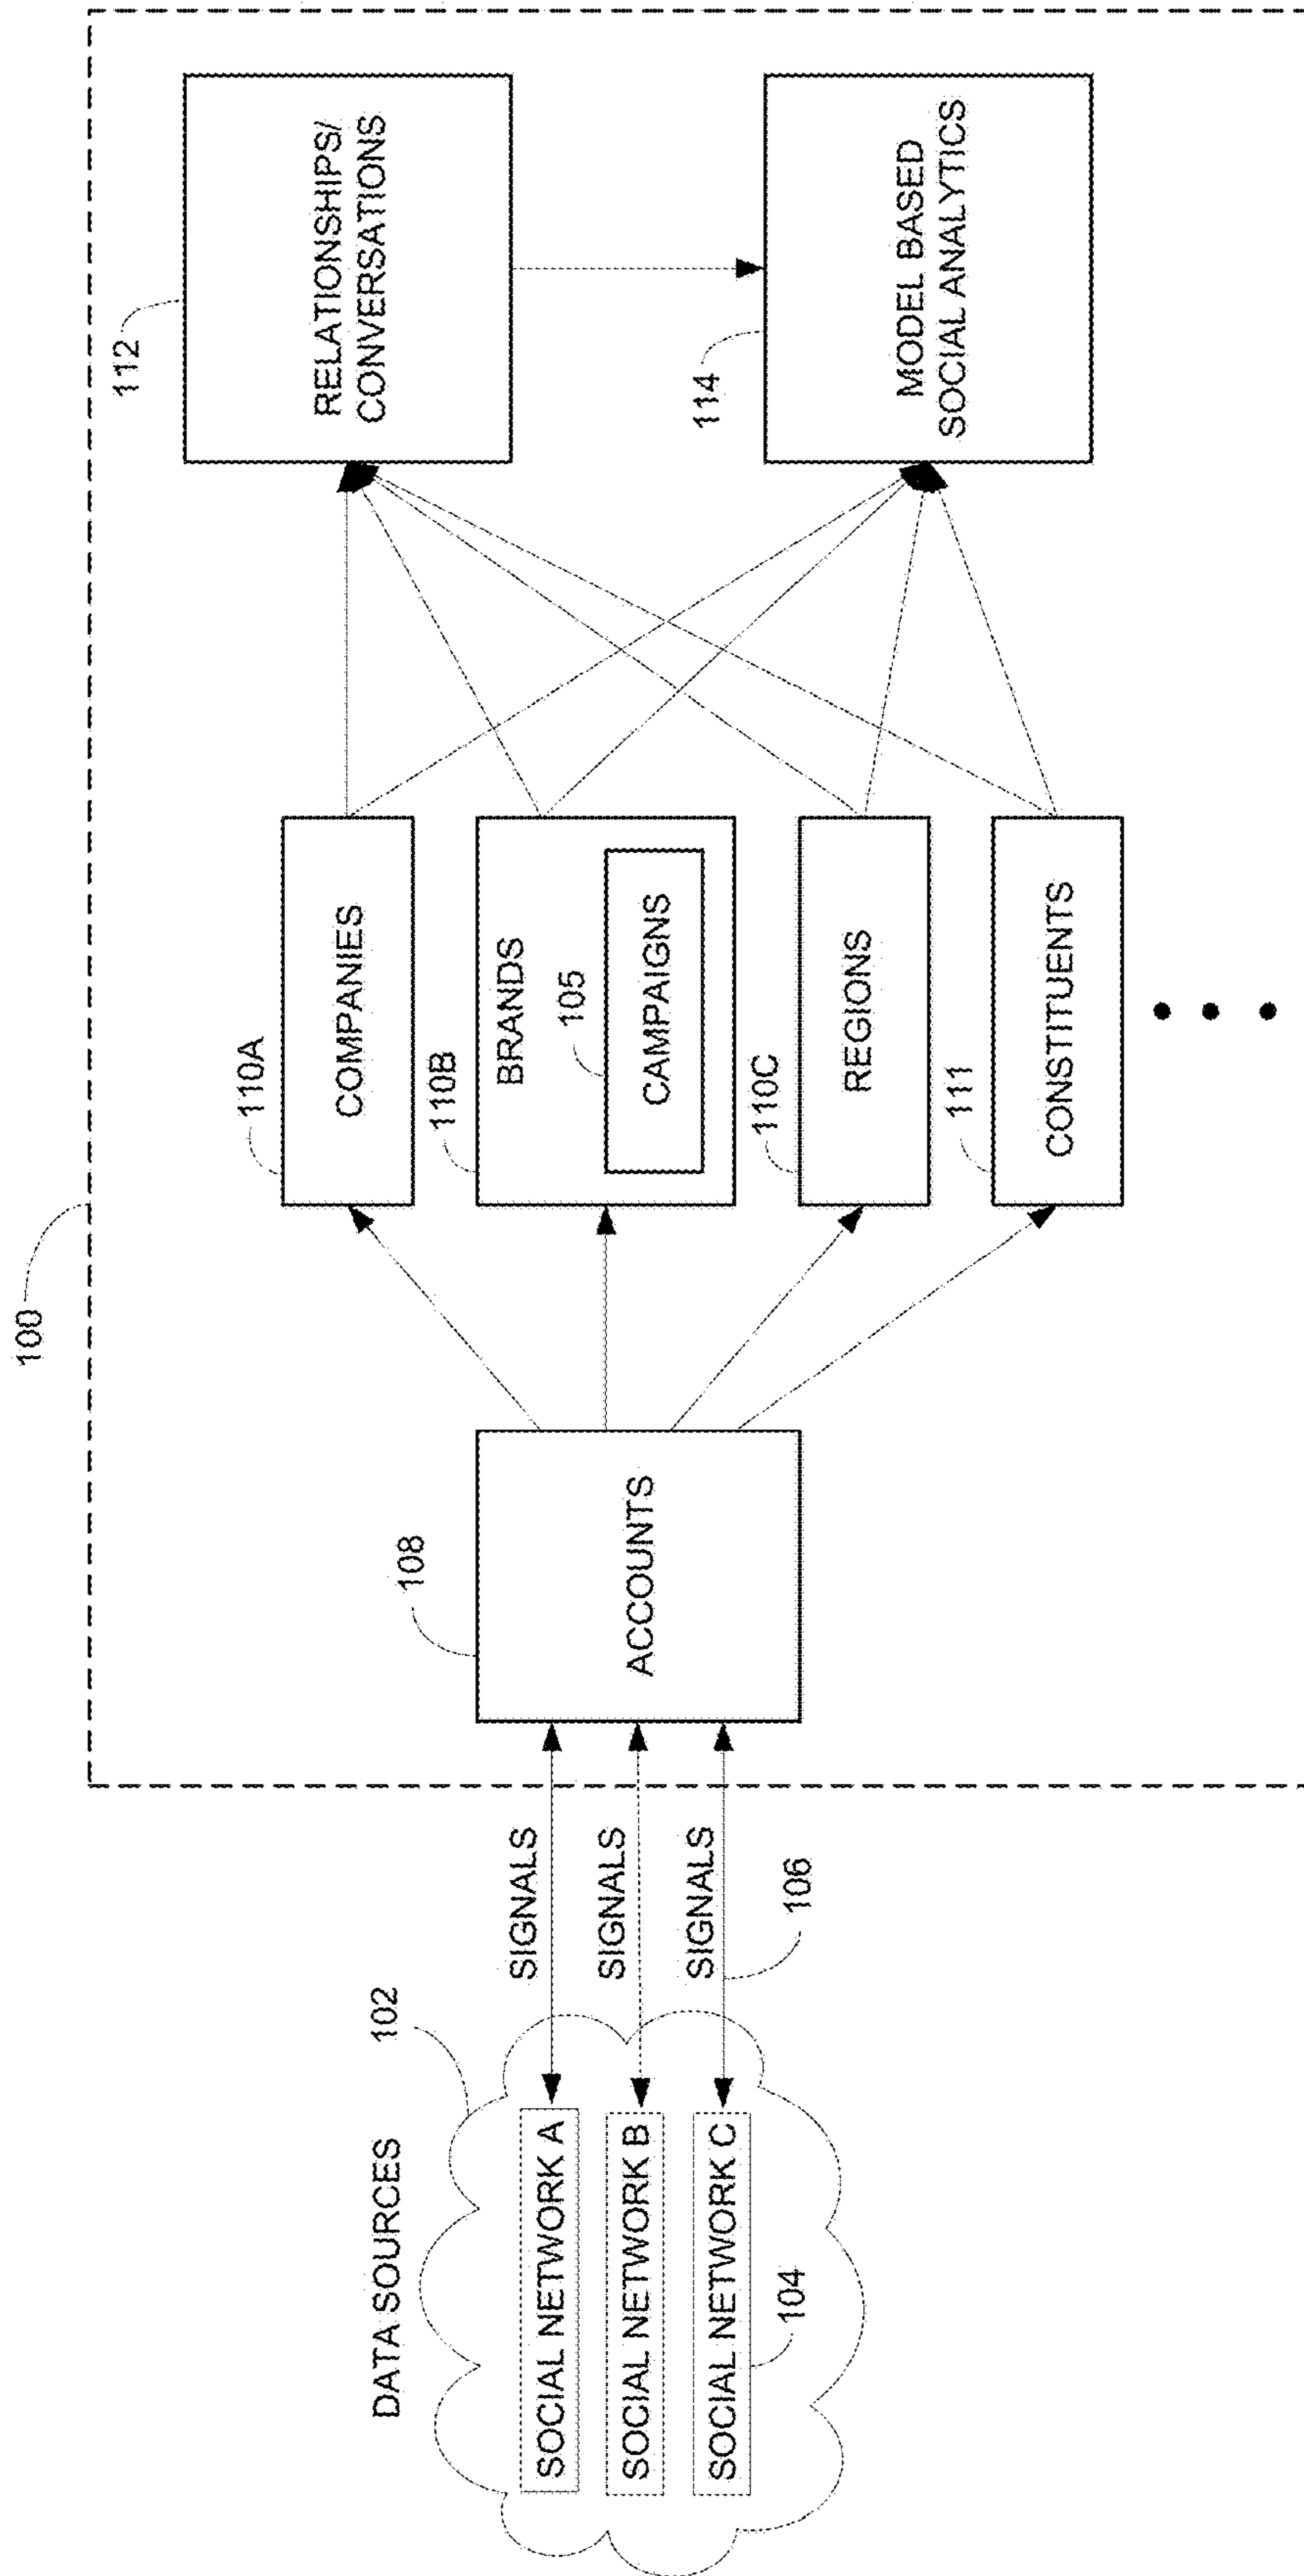 100
DATA SOURCES
102
SOCIAL NETWORK A
SOCIAL NETWORK B
SOCIAL NETWORK C
104
SIGNALS
SIGNALS
SIGNALS
106
108
ACCOUNTS
110A
COMPANIES
110B
BRANDS
105
CAMPAIGNS
110C
REGIONS
111
CONSTITUENTS
112
RELATIONSHIPS/
CONVERSATIONS
114
MODEL BASED
SOCIAL ANALYTICS